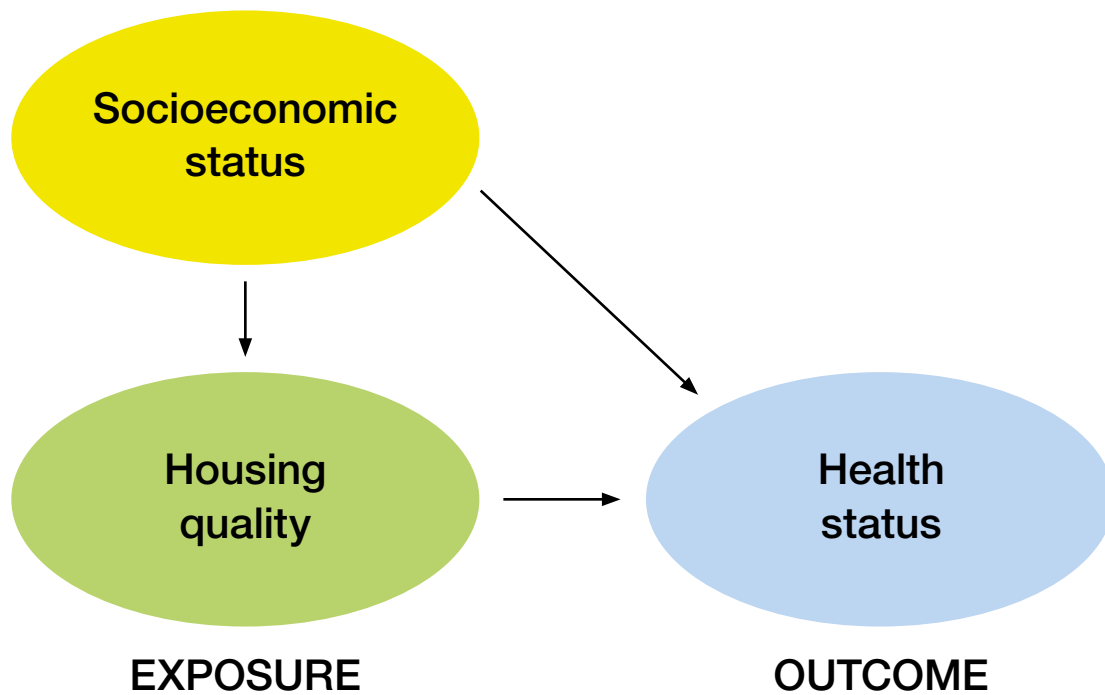 Socioeconomic
status
Housing
quality
Health
status
EXPOSURE
OUTCOME